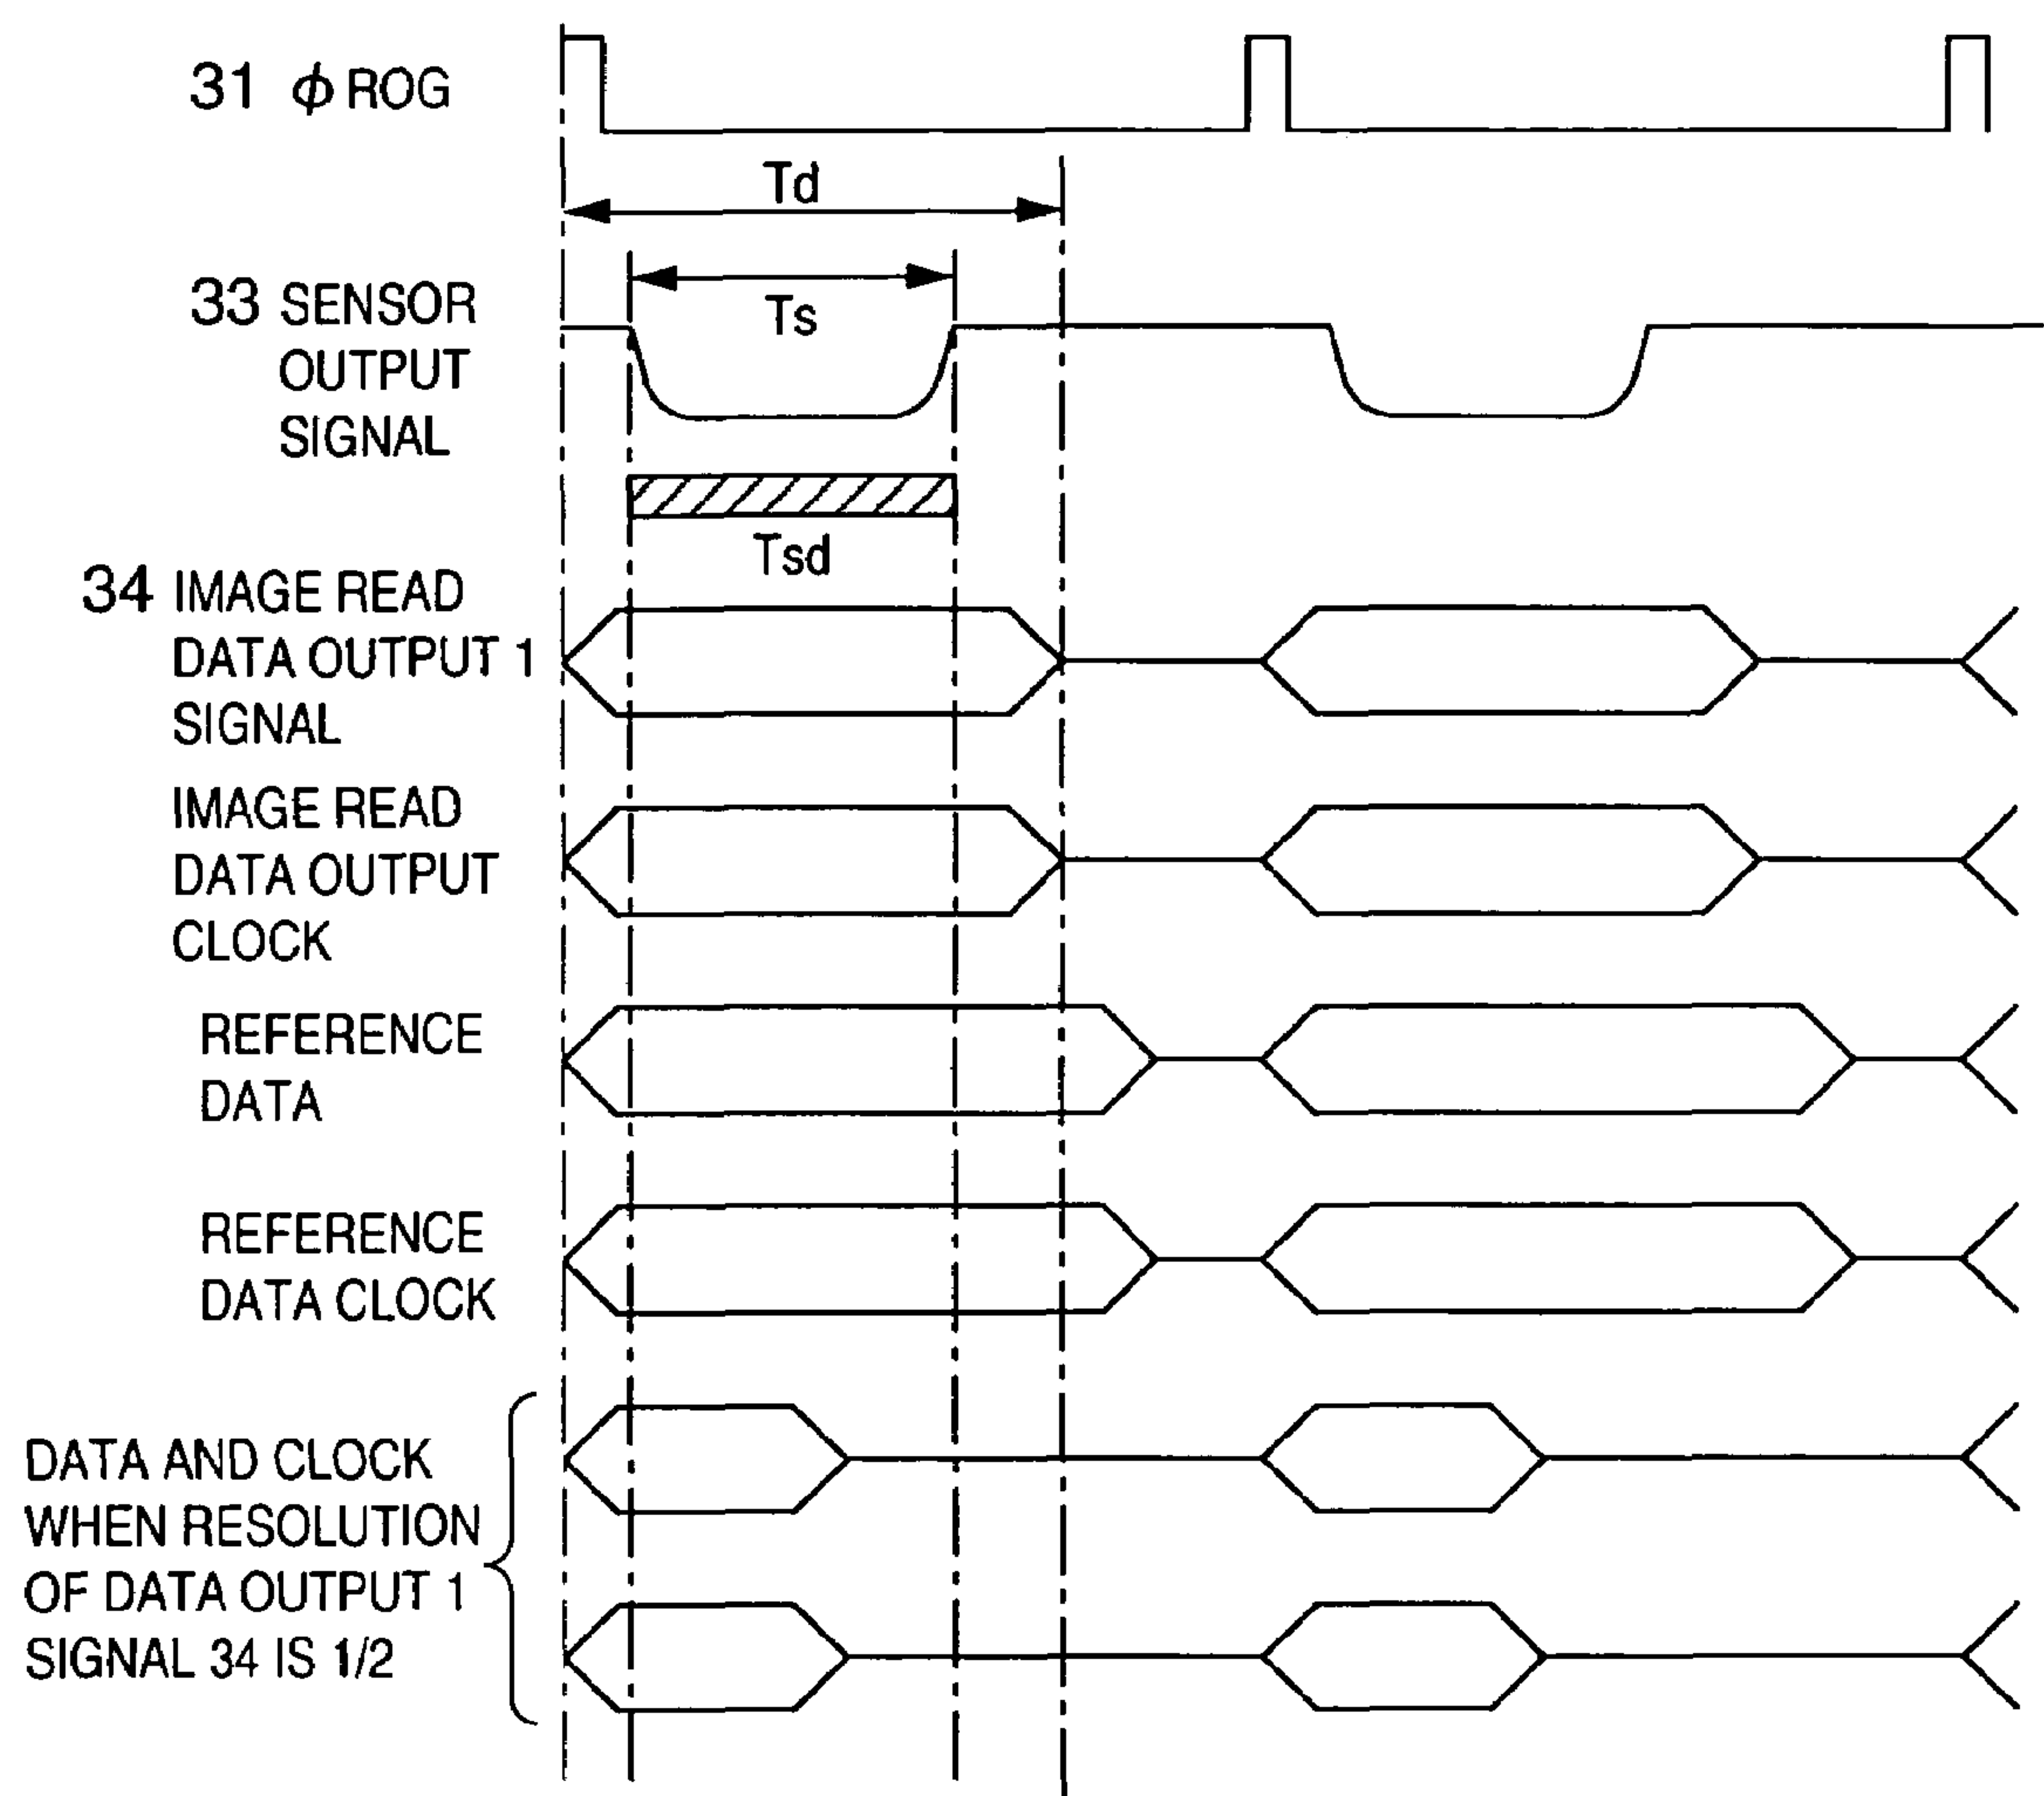 31 ϕ ROG
Td
33 SENSOR
OUTPUT
SIGNAL
Ts
Tsd
34 IMAGE READ
DATA OUTPUT 1
SIGNAL
IMAGE READ
DATA OUTPUT
CLOCK
REFERENCE
DATA
REFERENCE
DATA CLOCK
DATA AND CLOCK
WHEN RESOLUTION
OF DATA OUTPUT 1
SIGNAL 34 IS 1/2